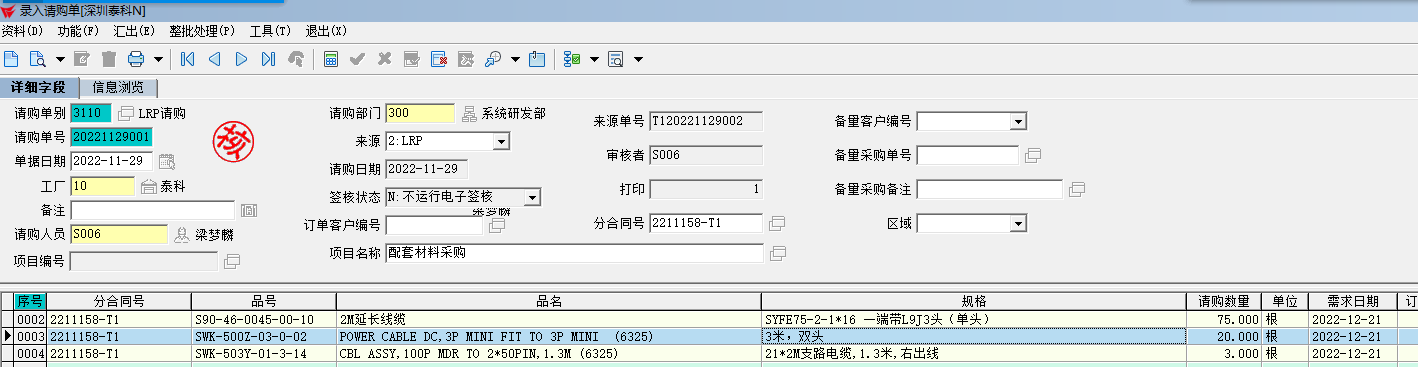 录入请购单[深圳泰科N]
资料(D) 功能(F) 汇出(E) 整批处理(P) 工具(T) 退出(X)
详细字段 信息浏览
请购单别 3110 LRP请购
请购单号 20221129001
单据日期 2022-11-29
工厂 10 泰科
备注
请购人员 S006 梁梦麟
项目编号
核
请购部门 300 系统研发部
来源 2:LRP
请购日期 2022-11-29
签核状态 N:不运行电子签核
梁梦麟
订单客户编号
项目名称 配套材料采购
来源单号 T120221129002
审核者 S006
打印 1
分合同号 2211158-T1
备量客户编号
备量采购单号
备量采购备注
区域
序号 分合同号 品号 品名 规格 请购数量 单位 需求日期 订
0002 2211158-T1 S90-46-0045-00-10 2M延长线缆 SYFE75-2-1*16 一端带L9J3头（单头） 75.000 根 2022-12-21
0003 2211158-T1 SWK-500Z-03-0-02 POWER CABLE DC,3P MINI FIT TO 3P MINI (6325) 3米，双头 20.000 根 2022-12-21
0004 2211158-T1 SWK-503Y-01-3-14 CBL ASSY,100P MDR TO 2*50PIN,1.3M (6325) 21*2M支路电缆,1.3米,右出线 3.000 根 2022-12-21